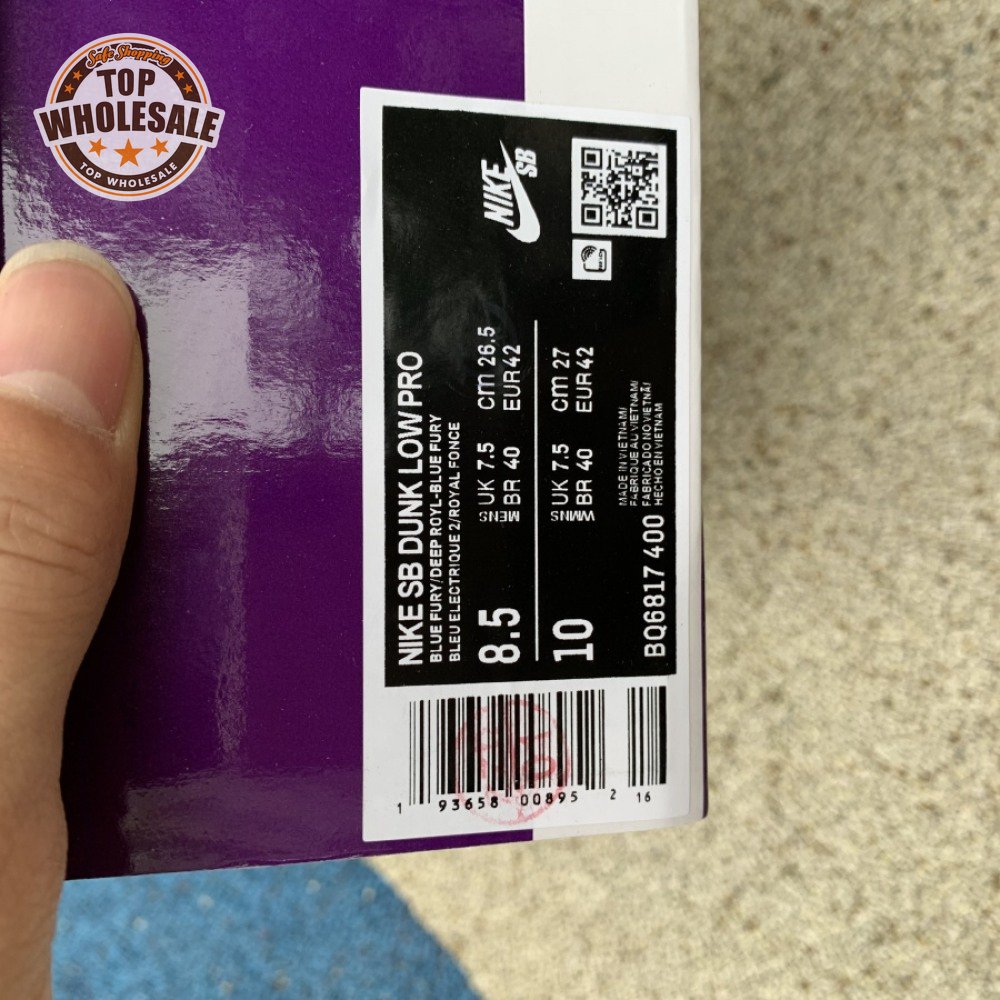 Safe Shopping
TOP
WHOLESALE
TOP WHOLESALE
NIKE SB
NIKE SB DUNK LOW PRO
BLUE FURY/DEEP ROYL-BLUE FURY
BLEU ELECTRIQUE 2/ROYAL FONCE
8.5
MENS
UK 7.5 cm 26.5
BR 40 EUR 42
10
WMNS
UK 7.5 cm 27
BR 40 EUR 42
BQ6817 400
MADE IN VIETNAM/
FABRIQUE AU VIETNAM/
FABRICADO NO VIETNÃ/
HECHO EN VIETNAM
1 93658 00895 2 16